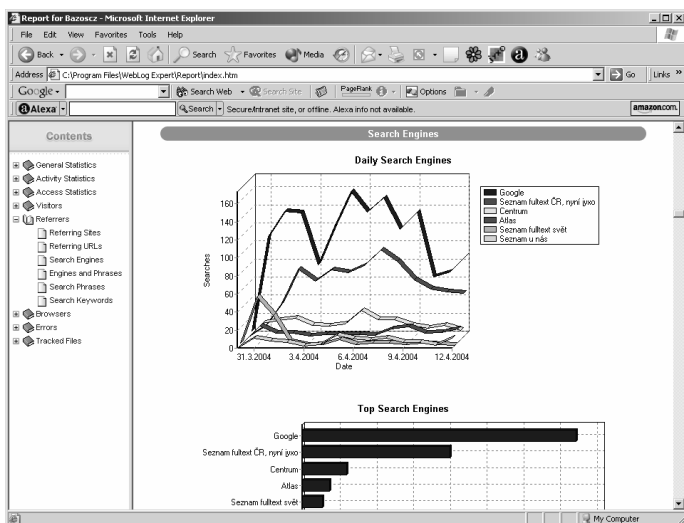 Report for Bazoscz - Microsoft Internet Explorer
File Edit View Favorites Tools Help
Back Search Favorites Media
Address C:\Program Files\WebLog Expert\Report\index.htm Go Links »
Google Search Web Search Site PageRank Options
Alexa Search Secure/Intranet site, or offline. Alexa info not available. amazon.com.
Contents
General Statistics
Activity Statistics
Access Statistics
Visitors
Referrers
Referring Sites
Referring URLs
Search Engines
Engines and Phrases
Search Phrases
Search Keywords
Browsers
Errors
Tracked Files
Search Engines
Daily Search Engines
160
140
120
100
80
60
40
20
0
Searches
31.3.2004 3.4.2004 6.4.2004 9.4.2004 12.4.2004
Date
Google
Seznam fultext ČR, nyní jyxo
Centrum
Atlas
Seznam fulltext svět
Seznam u nás
Top Search Engines
Google
Seznam fultext ČR, nyní jyxo
Centrum
Atlas
Seznam fulltext svět
My Computer